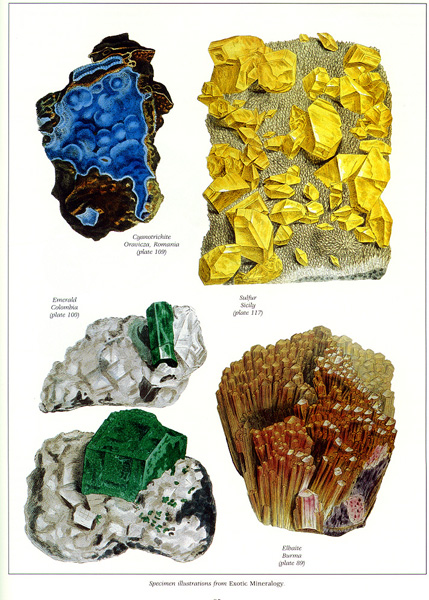 Cyanotrichite
Oravicza, Romania
(plate 109)
Sulfur
Sicily
(plate 117)
Emerald
Colombia
(plate 100)
Elbaite
Burma
(plate 89)
Specimen illustrations from Exotic Mineralogy